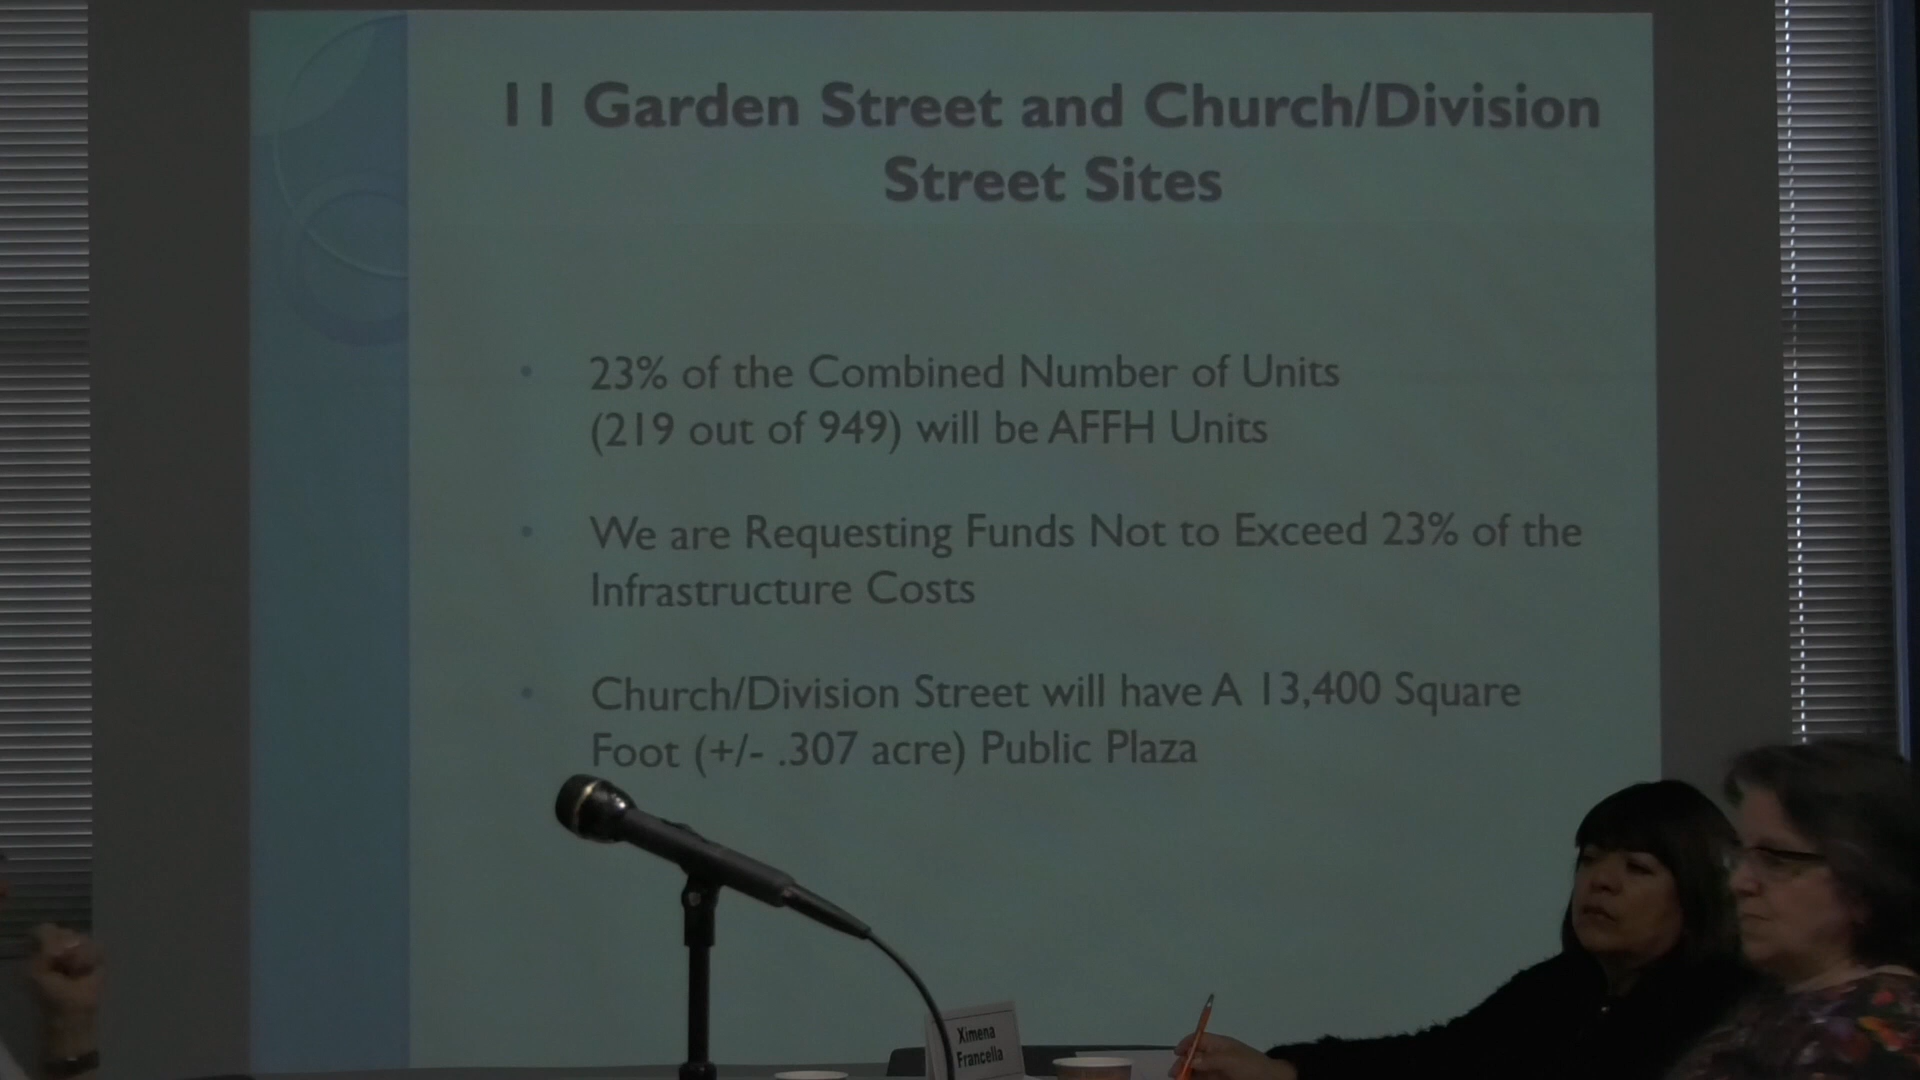 11 Garden Street and Church/Division
Street Sites
• 23% of the Combined Number of Units
(219 out of 949) will be AFFH Units
• We are Requesting Funds Not to Exceed 23% of the
Infrastructure Costs
• Church/Division Street will have A 13,400 Square
Foot (+/- .307 acre) Public Plaza
Ximena
Francella